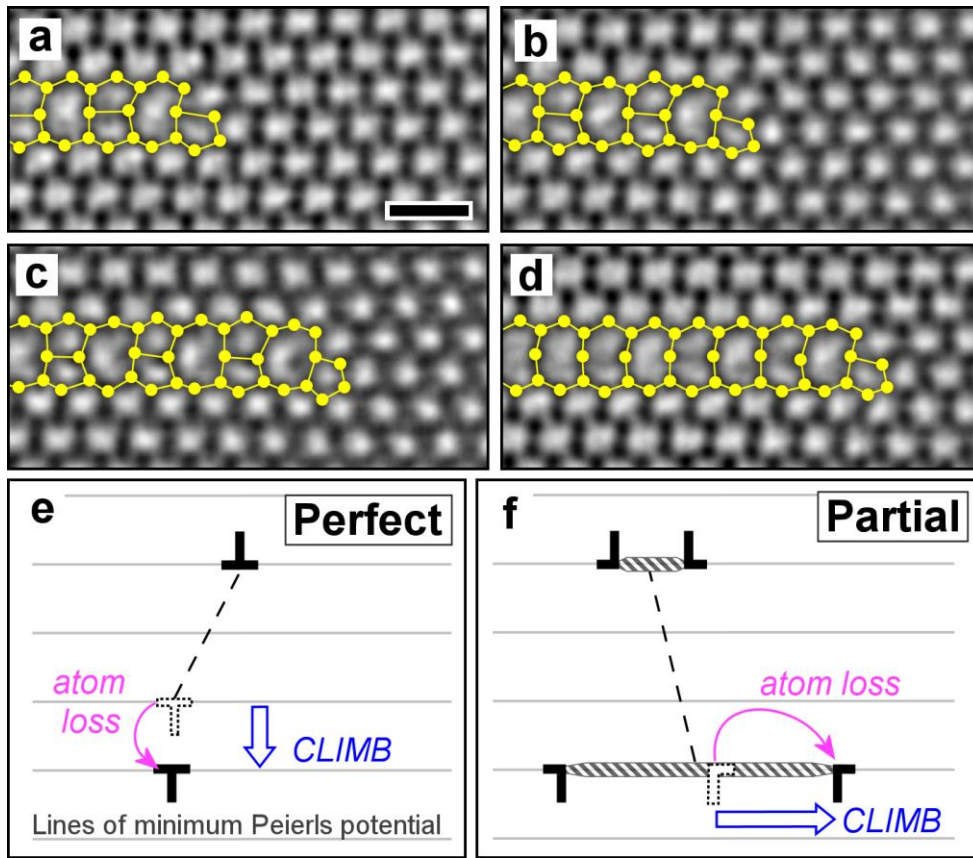 a
b
c
d
e
Perfect
atom
loss
CLIMB
Lines of minimum Peierls potential
f
Partial
atom loss
CLIMB